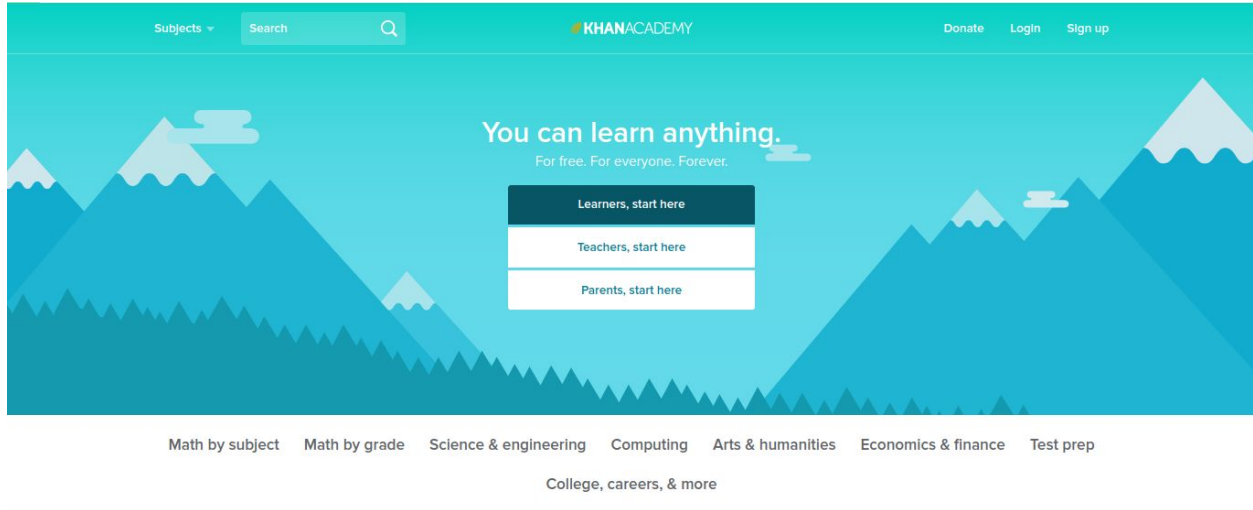 Subjects Search KHANACADEMY Donate Login Sign up
You can learn anything.
For free. For everyone. Forever.
Learners, start here
Teachers, start here
Parents, start here
Math by subject Math by grade Science & engineering Computing Arts & humanities Economics & finance Test prep
College, careers, & more